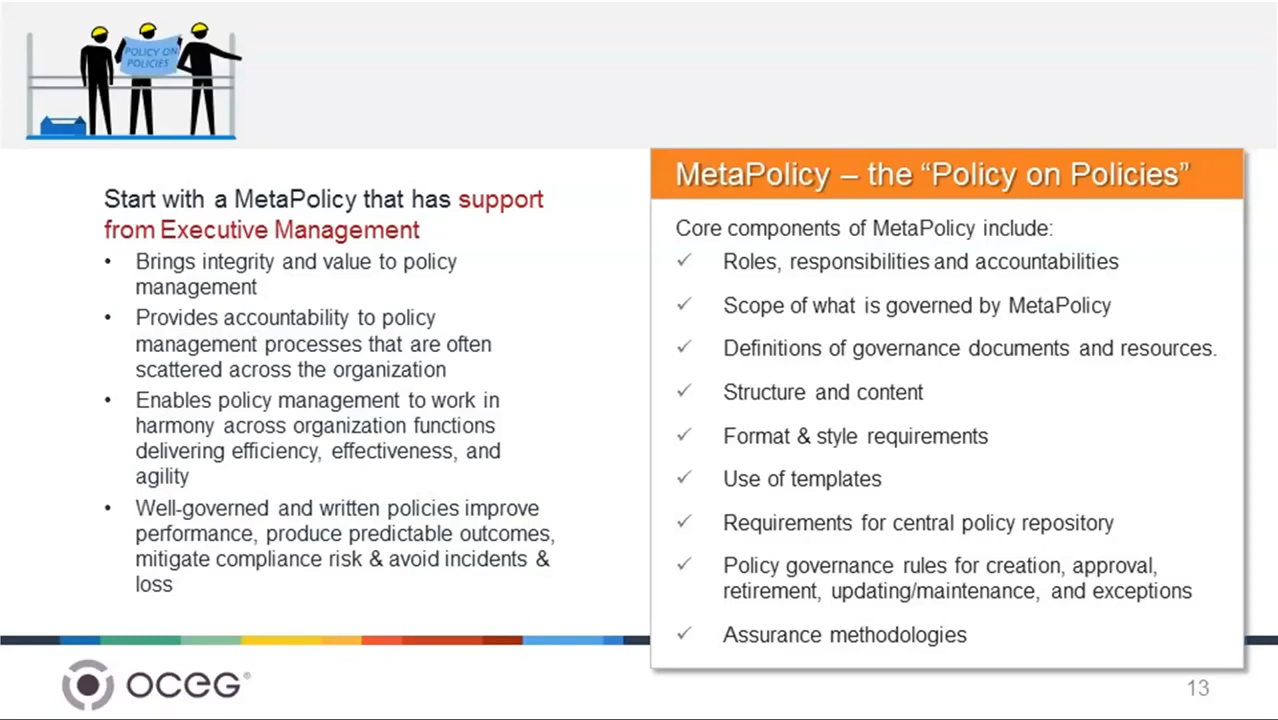 POLICY ON
POLICIES
Start with a MetaPolicy that has support
from Executive Management
• Brings integrity and value to policy
management
• Provides accountability to policy
management processes that are often
scattered across the organization
• Enables policy management to work in
harmony across organization functions
delivering efficiency, effectiveness, and
agility
• Well-governed and written policies improve
performance, produce predictable outcomes,
mitigate compliance risk & avoid incidents &
loss
MetaPolicy – the “Policy on Policies”
Core components of MetaPolicy include:
✓ Roles, responsibilities and accountabilities
✓ Scope of what is governed by MetaPolicy
✓ Definitions of governance documents and resources.
✓ Structure and content
✓ Format & style requirements
✓ Use of templates
✓ Requirements for central policy repository
✓ Policy governance rules for creation, approval,
retirement, updating/maintenance, and exceptions
✓ Assurance methodologies
OCEG®
13